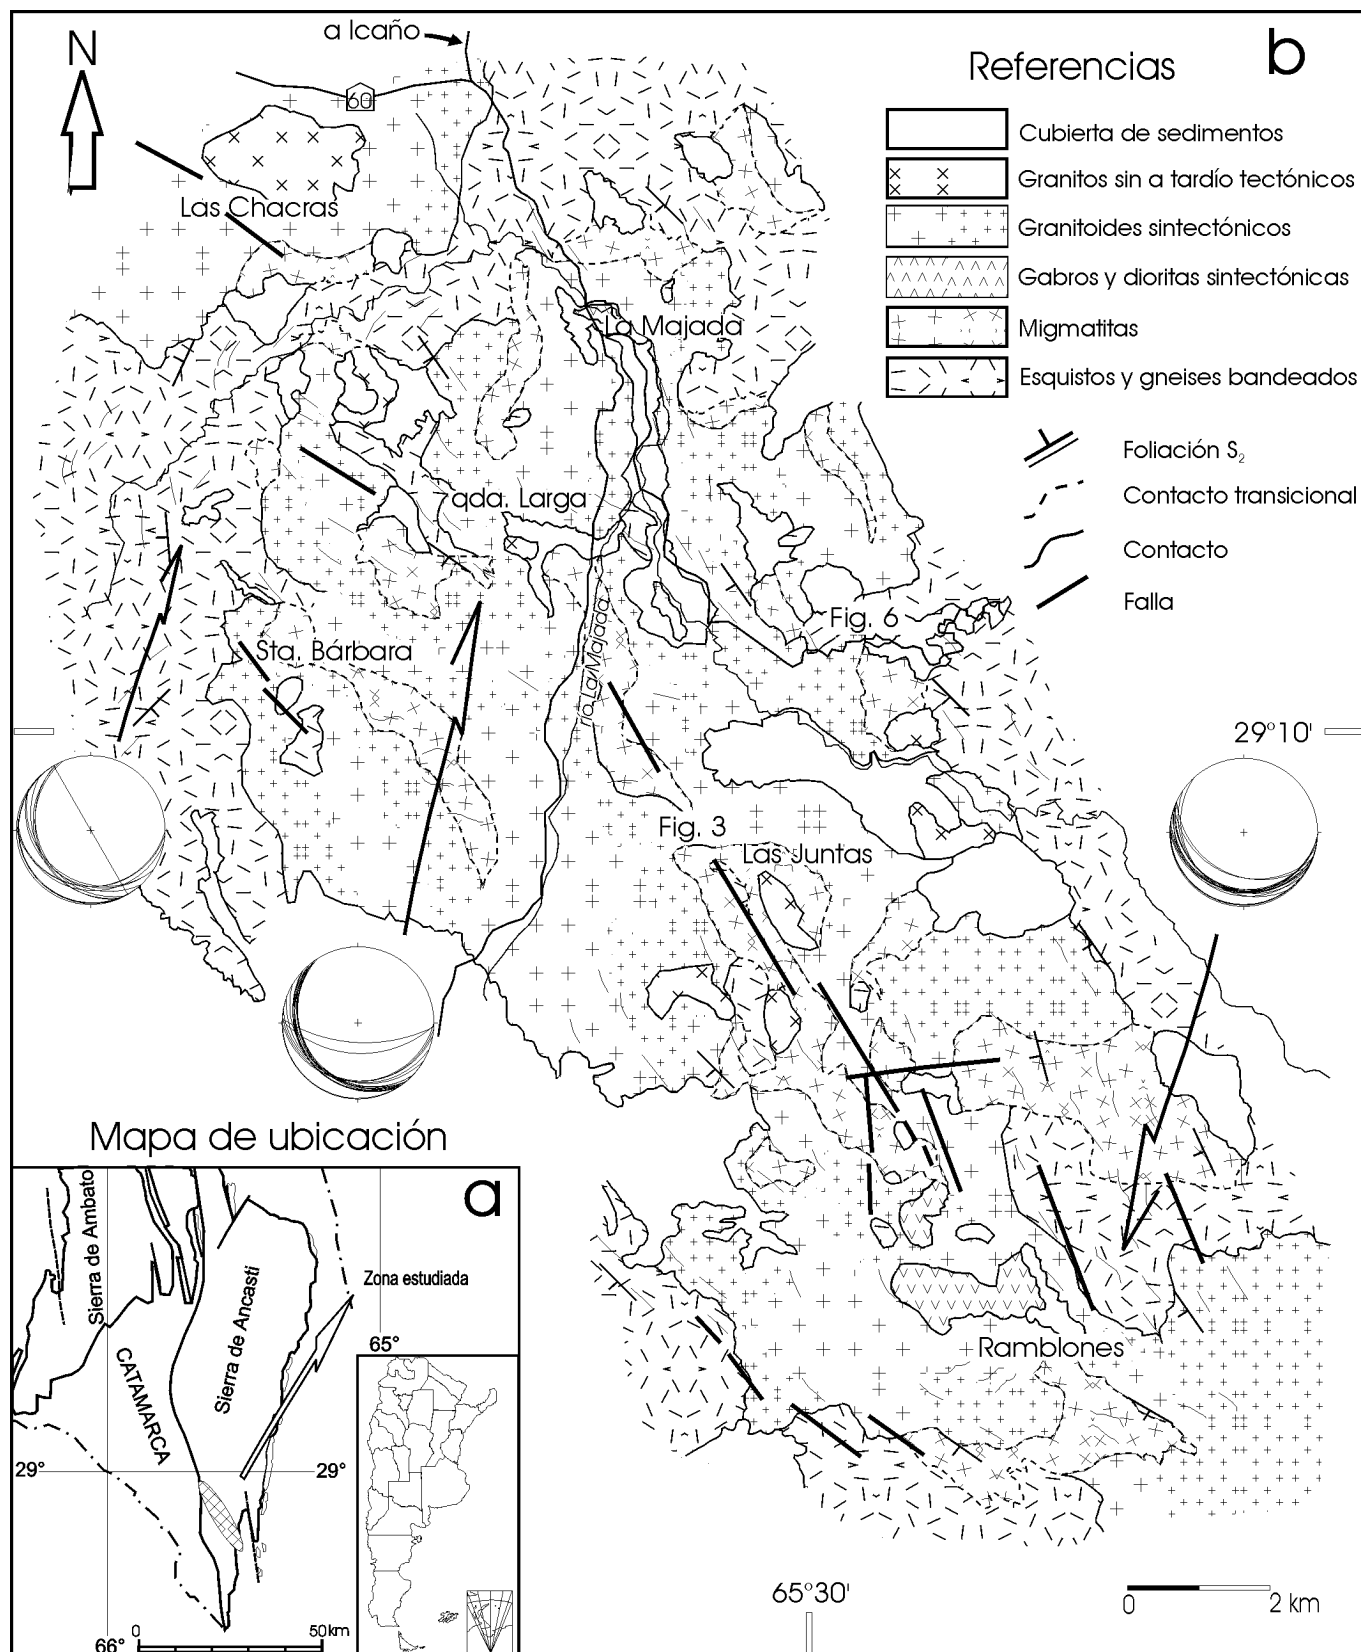 a Icaño
N
60
Referencias
b
Cubierta de sedimentos
Granitos sin a tardío tectónicos
Granitoides sintectónicos
Gabros y dioritas sintectónicas
Migmatitas
Esquistos y gneises bandeados
Foliación S₂
Contacto transicional
Contacto
Falla
Las Chacras
La Majada
qda. Larga
Fig. 6
Sta. Bárbara
río La Majada
29°10'
Fig. 3
Las Juntas
Ramblones
65°30'
0 2 km
Mapa de ubicación
a
Sierra de Ambato
Sierra de Ancasti
CATAMARCA
Zona estudiada
65°
29°
29°
66°
0 50 km